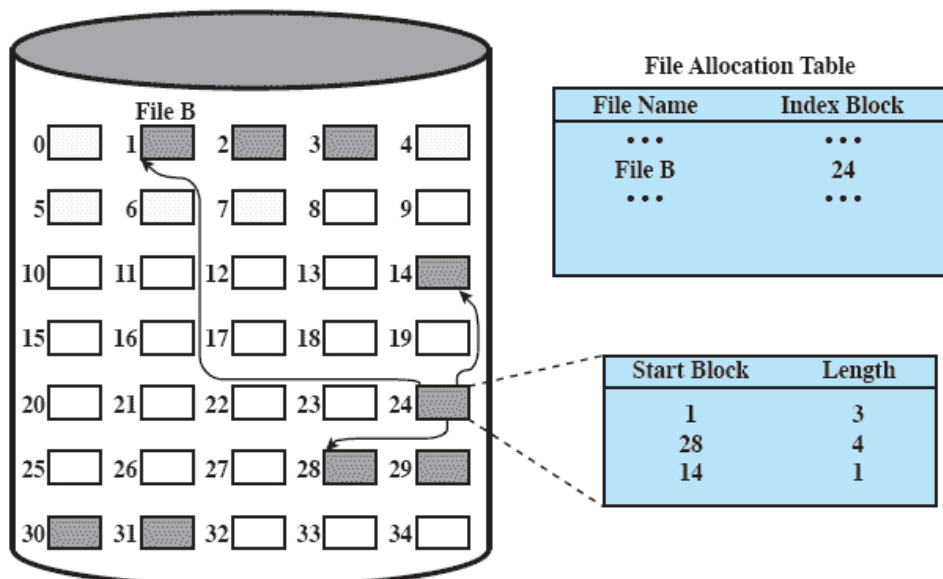 File B
0 1 2 3 4
5 6 7 8 9
10 11 12 13 14
15 16 17 18 19
20 21 22 23 24
25 26 27 28 29
30 31 32 33 34
File Allocation Table
File Name Index Block
••• •••
File B 24
••• •••
Start Block Length
1 3
28 4
14 1